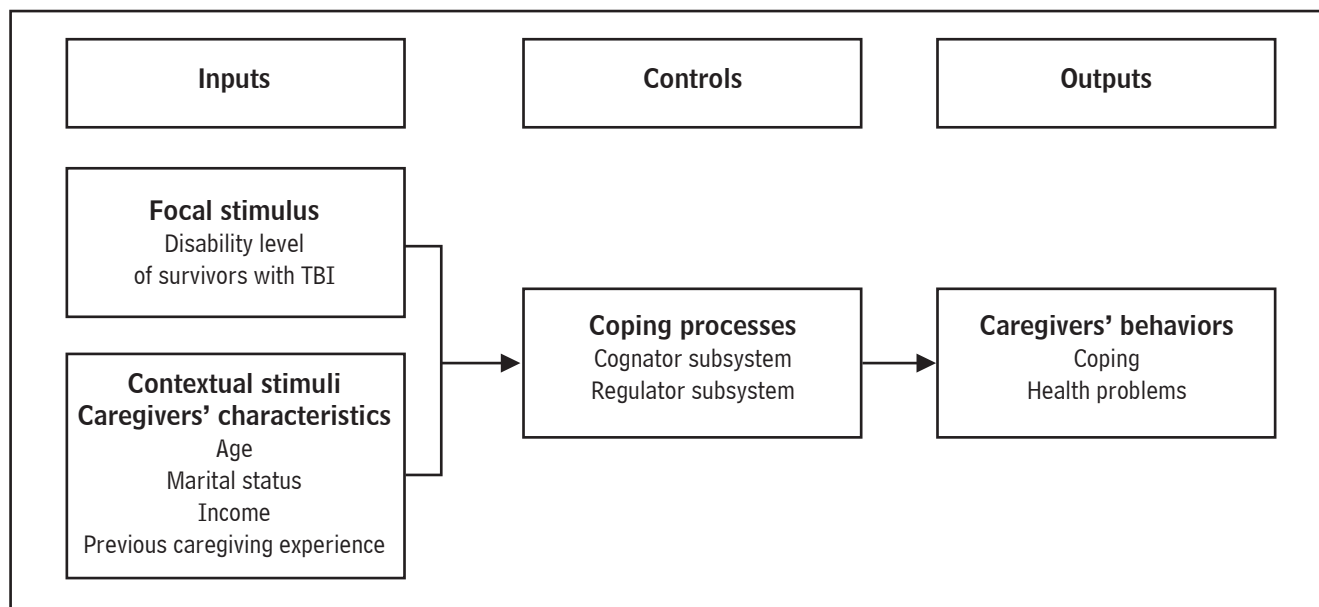 Inputs
Controls
Outputs
Focal stimulus
Disability level
of survivors with TBI
Contextual stimuli
Caregivers’ characteristics
Age
Marital status
Income
Previous caregiving experience
Coping processes
Cognator subsystem
Regulator subsystem
Caregivers’ behaviors
Coping
Health problems